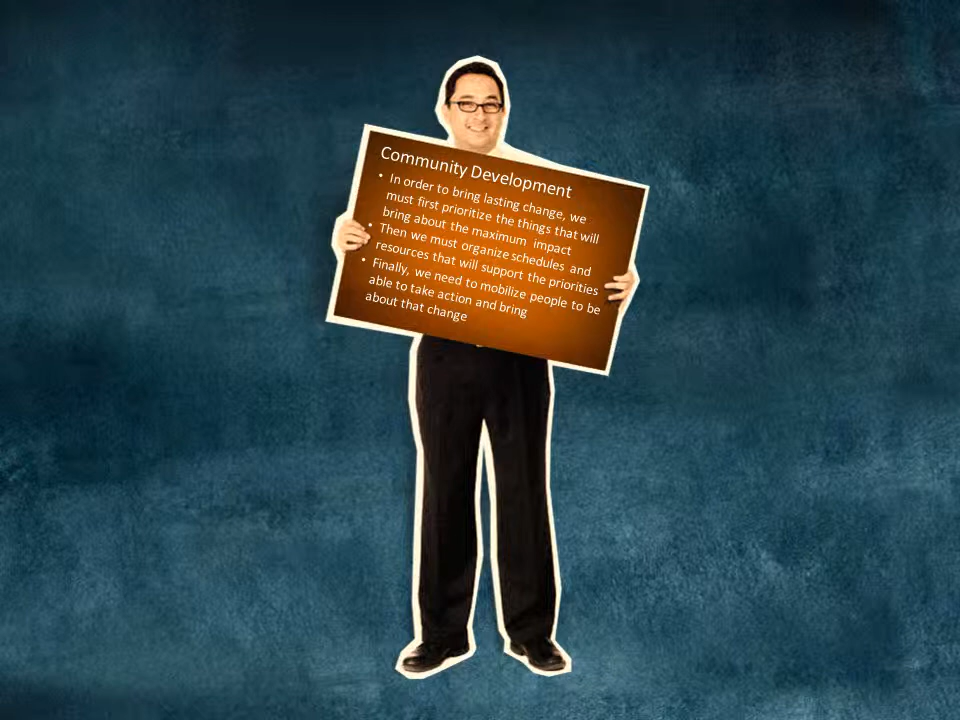 Community Development
• In order to bring lasting change, we
must first prioritize the things that will
bring about the maximum impact
• Then we must organize schedules and
resources that will support the priorities
• Finally, we need to mobilize people to be
able to take action and bring
about that change